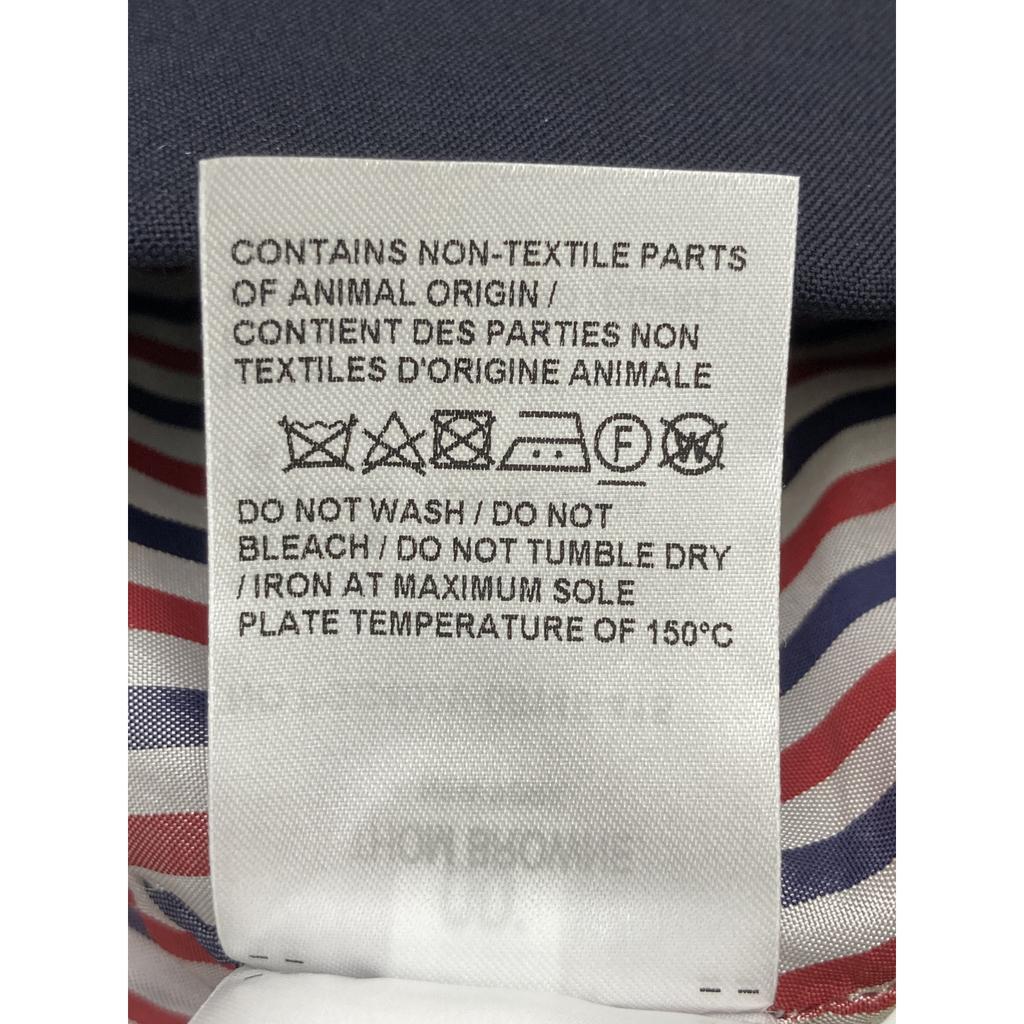 CONTAINS NON-TEXTILE PARTS
OF ANIMAL ORIGIN /
CONTIENT DES PARTIES NON
TEXTILES D'ORIGINE ANIMALE
F W
DO NOT WASH / DO NOT
BLEACH / DO NOT TUMBLE DRY
/ IRON AT MAXIMUM SOLE
PLATE TEMPERATURE OF 150°C